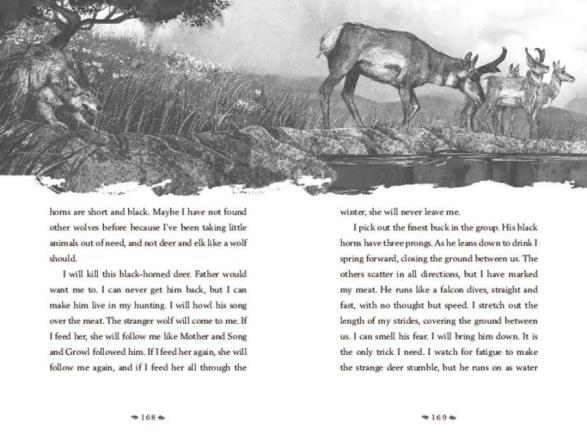 horns are short and black. Maybe I have not found
other wolves before because I've been taking little
animals out of need, and not deer and elk like a wolf
should.
I will kill this black-horned deer. Father would
want me to. I can never get him back, but I can
make him live in my hunting. I will howl his song
over the meat. The stranger wolf will come to me. If
I feed her, she will follow me like Mother and Song
and Growl followed him. If I feed her again, she will
follow me again, and if I feed her all through the
168
winter, she will never leave me.
I pick out the finest buck in the group. His black
horns have three prongs. As he leans down to drink I
spring forward, closing the ground between us. The
others scatter in all directions, but I have marked
my meat. He runs like a falcon dives, straight and
fast, with no thought but speed. I stretch out the
length of my strides, covering the ground between
us. I can smell his fear. I will bring him down. It is
the only trick I need. I watch for fatigue to make
the strange deer stumble, but he runs on as water
169